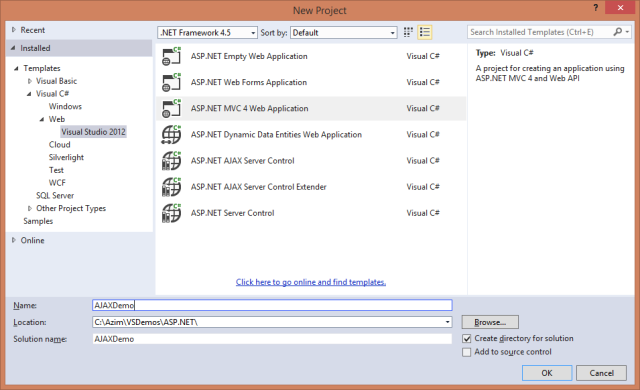 New Project
? ×
Recent
Installed
Templates
Visual Basic
Visual C#
Windows
Web
Visual Studio 2012
Cloud
Silverlight
Test
WCF
SQL Server
Other Project Types
Samples
Online
.NET Framework 4.5 Sort by: Default
Search Installed Templates (Ctrl+E)
ASP.NET Empty Web Application Visual C#
ASP.NET Web Forms Application Visual C#
ASP.NET MVC 4 Web Application Visual C#
ASP.NET Dynamic Data Entities Web Application Visual C#
ASP.NET AJAX Server Control Visual C#
ASP.NET AJAX Server Control Extender Visual C#
ASP.NET Server Control Visual C#
Click here to go online and find templates.
Type: Visual C#
A project for creating an application using
ASP.NET MVC 4 and Web API
Name: AJAXDemo
Location: C:\Azim\VSDemos\ASP.NET\ Browse...
Solution name: AJAXDemo
Create directory for solution
Add to source control
OK Cancel